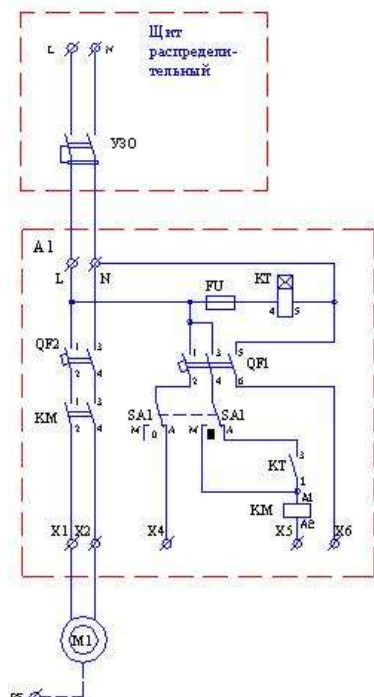 Щит
распредели-
тельный
L N
УЗО
A1
L N
FU
KT
4 5
QF2
1 3
2 4
1 3 5
QF1
2 4 6
KM
1 3
2 4
SA1 SA1
M 0 A
M A
KT
3
1
KM
A1
A2
X1 X2 X4 X5 X6
M1